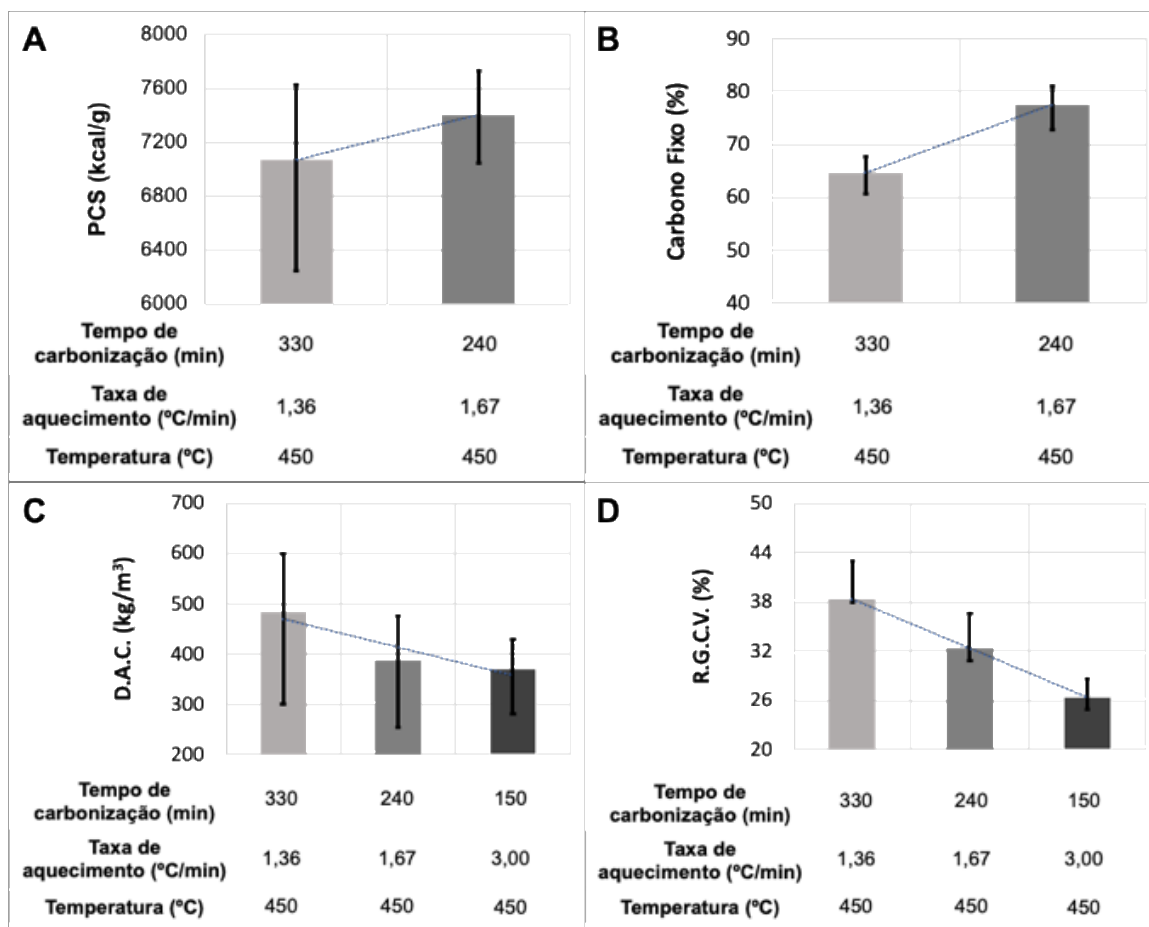 A
PCS (kcal/g)
8000
7600
7200
6800
6400
6000
Tempo de
carbonização (min)
330
240
Taxa de
aquecimento (ºC/min)
1,36
1,67
Temperatura (ºC)
450
450
B
Carbono Fixo (%)
90
80
70
60
50
40
Tempo de
carbonização (min)
330
240
Taxa de
aquecimento (ºC/min)
1,36
1,67
Temperatura (ºC)
450
450
C
D.A.C. (kg/m³)
700
600
500
400
300
200
Tempo de
carbonização (min)
330
240
150
Taxa de
aquecimento (ºC/min)
1,36
1,67
3,00
Temperatura (ºC)
450
450
450
D
R.G.C.V. (%)
50
44
38
32
26
20
Tempo de
carbonização (min)
330
240
150
Taxa de
aquecimento (ºC/min)
1,36
1,67
3,00
Temperatura (ºC)
450
450
450